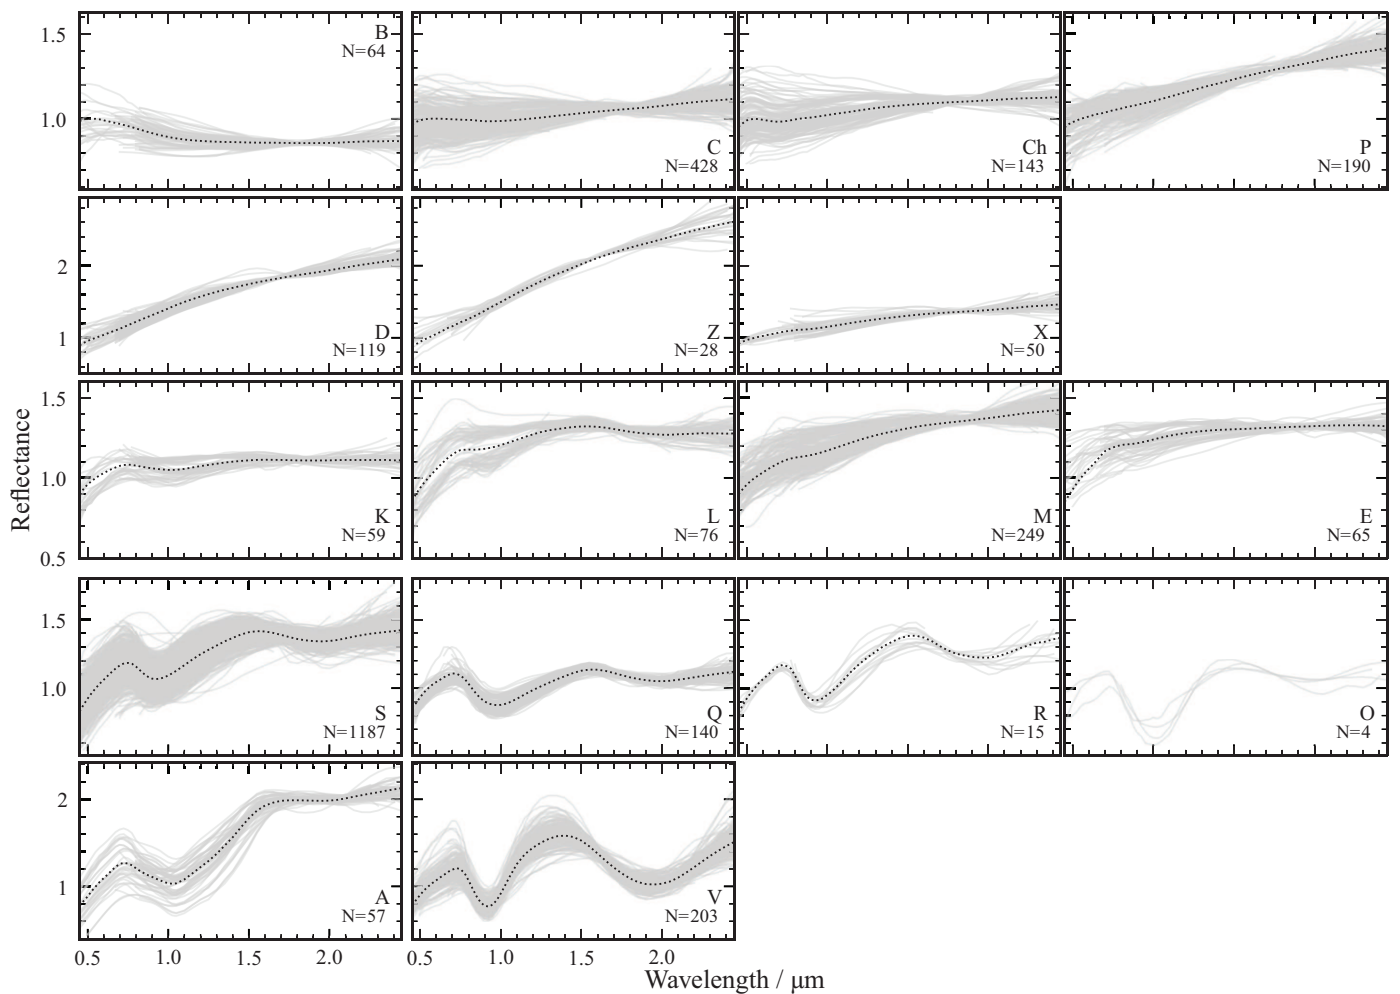 1.5
1.0
B
N=64
C
N=428
Ch
N=143
P
N=190
2
1
D
N=119
Z
N=28
X
N=50
Reflectance
1.5
1.0
0.5
K
N=59
L
N=76
M
N=249
E
N=65
1.5
1.0
S
N=1187
Q
N=140
R
N=15
O
N=4
2
1
A
N=57
V
N=203
0.5 1.0 1.5 2.0
0.5 1.0 1.5 2.0
Wavelength / μm